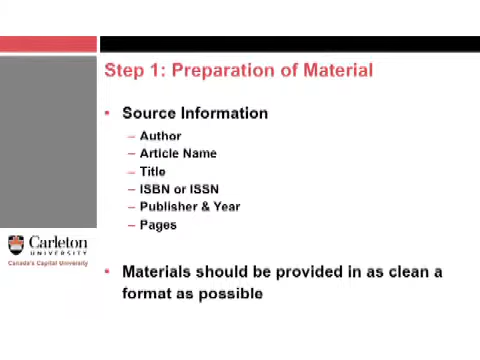 Step 1: Preparation of Material
• Source Information
– Author
– Article Name
– Title
– ISBN or ISSN
– Publisher & Year
– Pages
Carleton
UNIVERSITY
Canada's Capital University
• Materials should be provided in as clean a
format as possible